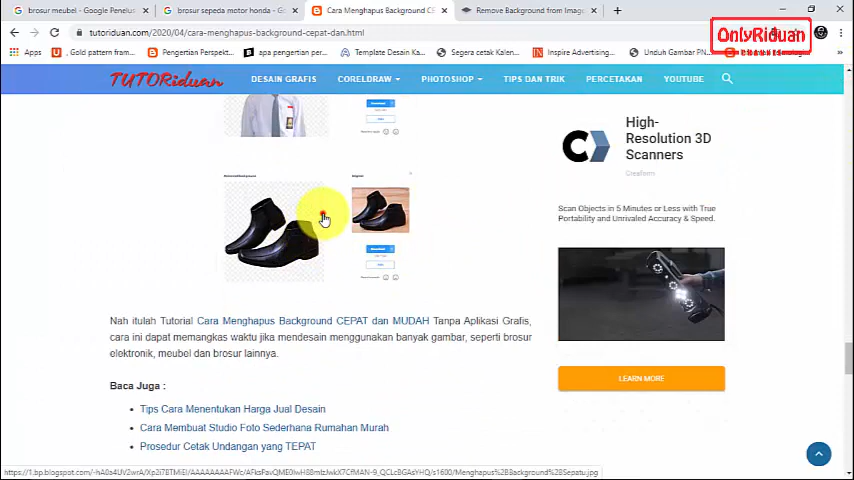 brosur meubel - Google Penelus
brosur sepeda motor honda - G
Cara Menghapus Background CE
Remove Background from Image
tutoriduan.com/2020/04/cara-menghapus-background-cepat-dan.html
Apps
, Gold pattern fram...
Pengertian Perspekti...
apa pengertian per...
Template Desain Ka...
Segera cetak Kalen...
Inspire Advertising...
Unduh Gambar PN...
OnlyRiduan
TUTORiduan
DESAIN GRAFIS
CORELDRAW
PHOTOSHOP
TIPS DAN TRIK
PERCETAKAN
YOUTUBE
High-
Resolution 3D
Scanners
Creaform
Scan Objects in 5 Minutes or Less with True
Portability and Unrivaled Accuracy & Speed.
LEARN MORE
Nah itulah Tutorial Cara Menghapus Background CEPAT dan MUDAH Tanpa Aplikasi Grafis,
cara ini dapat memangkas waktu jika mendesain menggunakan banyak gambar, seperti brosur
elektronik, meubel dan brosur lainnya.
Baca Juga :
Tips Cara Menentukan Harga Jual Desain
Cara Membuat Studio Foto Sederhana Rumahan Murah
Prosedur Cetak Undangan yang TEPAT